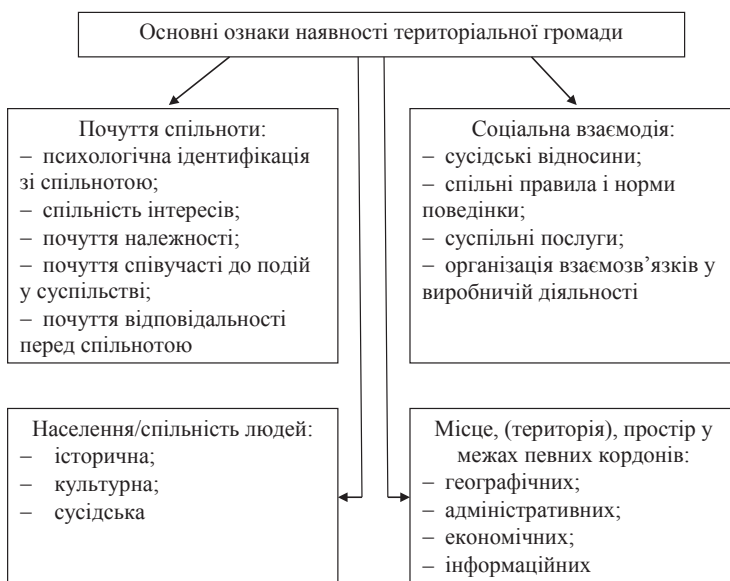 Основні ознаки наявності територіальної громади
Почуття спільноти:
– психологічна ідентифікація
зі спільнотою;
– спільність інтересів;
– почуття належності;
– почуття співучасті до подій
у суспільстві;
– почуття відповідальності
перед спільнотою
Соціальна взаємодія:
– сусідські відносини;
– спільні правила і норми
поведінки;
– суспільні послуги;
– організація взаємозв’язків у
виробничій діяльності
Населення/спільність людей:
– історична;
– культурна;
– сусідська
Місце, (територія), простір у
межах певних кордонів:
– географічних;
– адміністративних;
– економічних;
– інформаційних